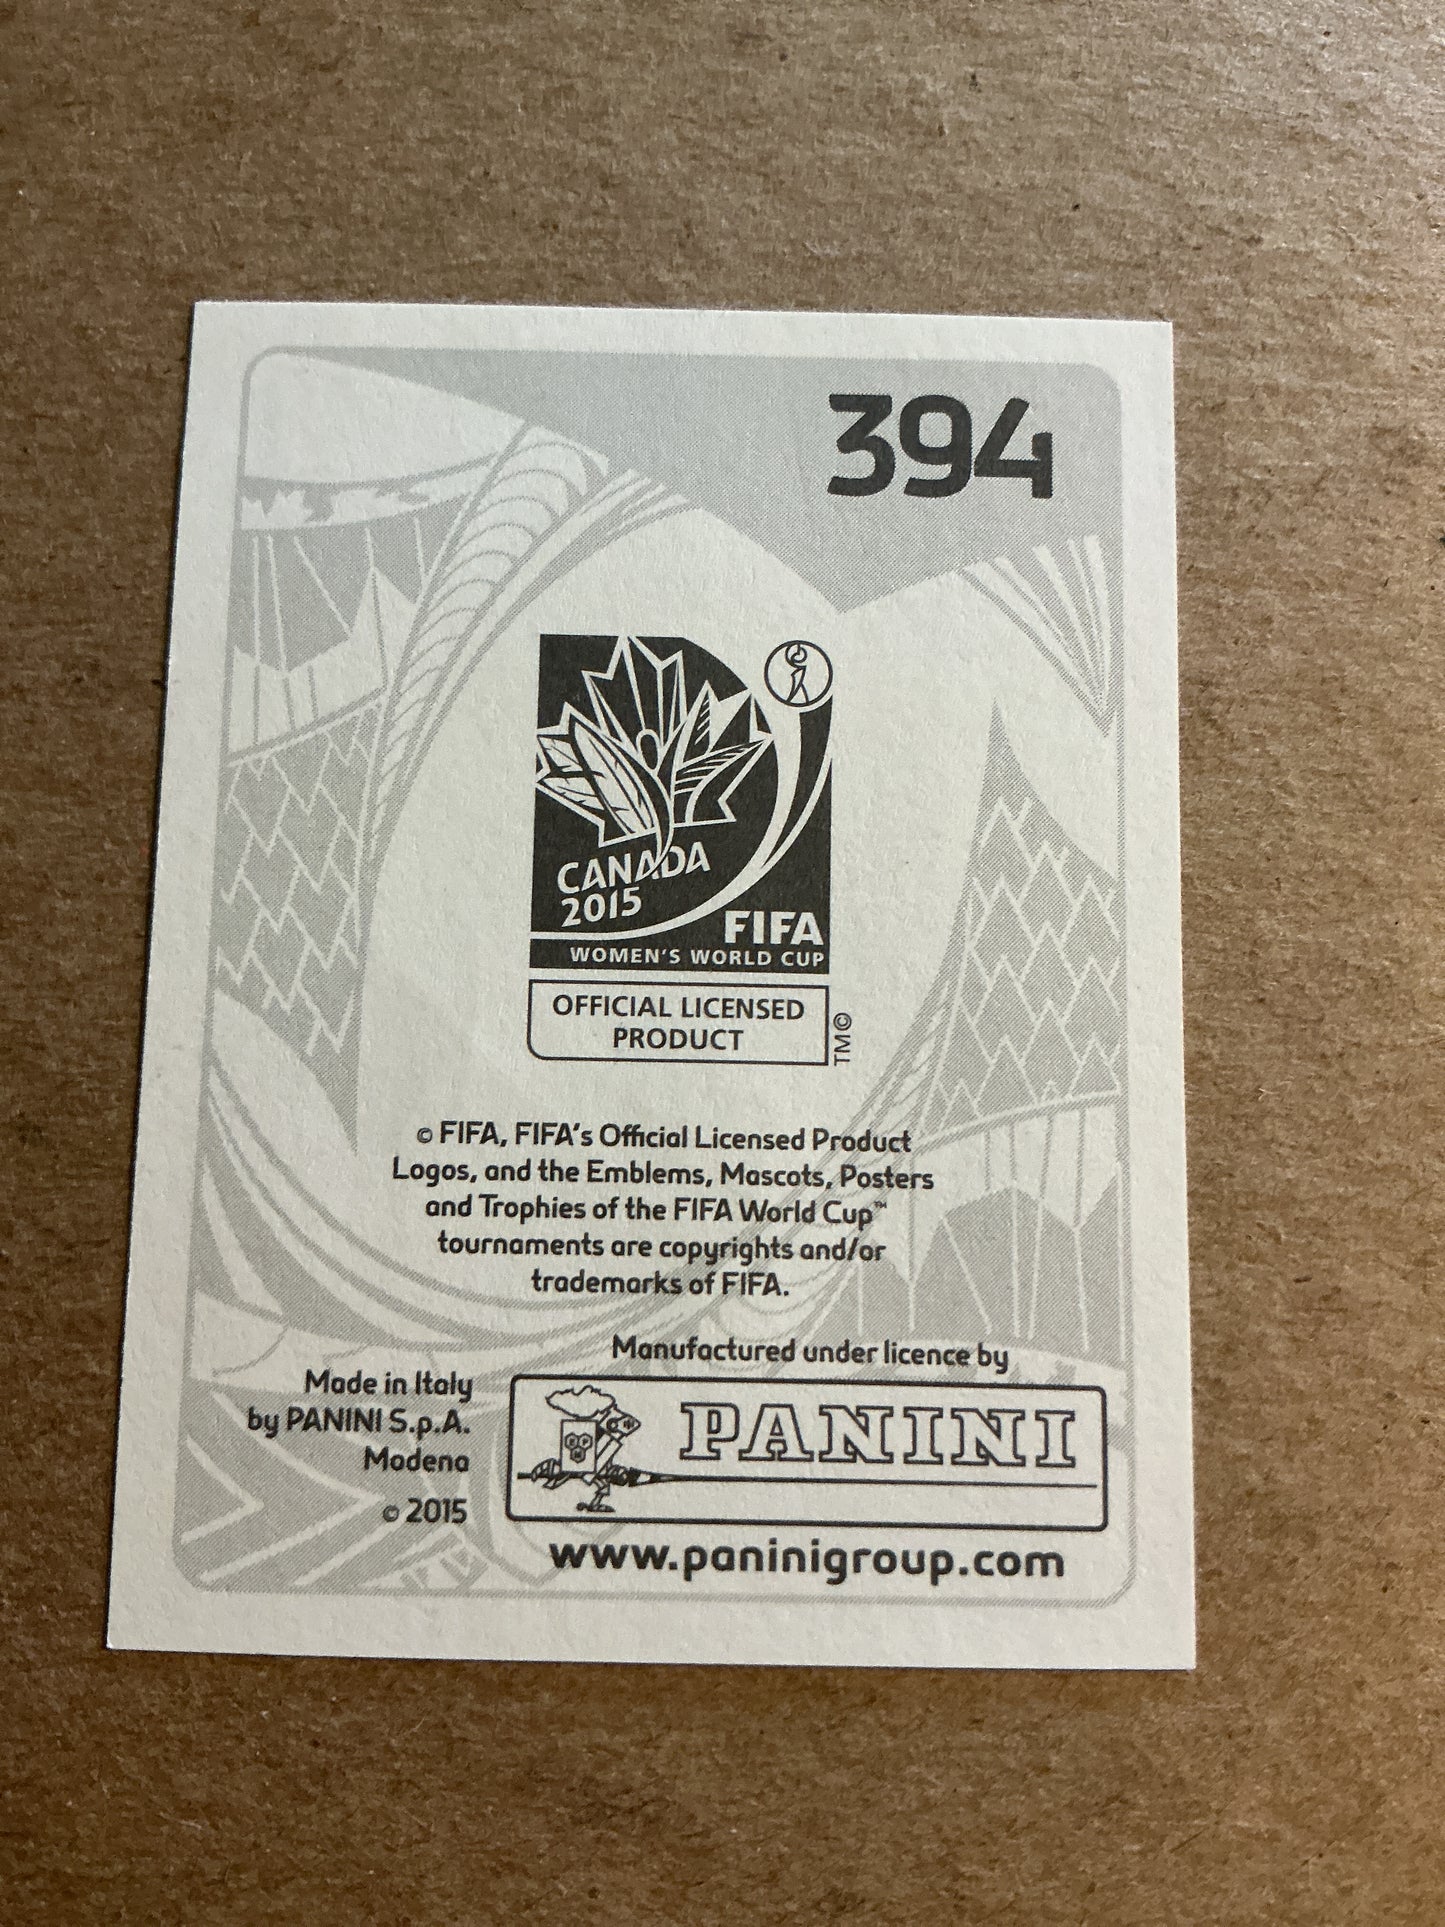 394
CANADA
2015
FIFA
WOMEN'S WORLD CUP
OFFICIAL LICENSED
PRODUCT
TM©
© FIFA, FIFA's Official Licensed Product
Logos, and the Emblems, Mascots, Posters
and Trophies of the FIFA World Cup™
tournaments are copyrights and/or
trademarks of FIFA.
Manufactured under licence by
Made in Italy
by PANINI S.p.A.
Modena
© 2015
PANINI
www.paninigroup.com